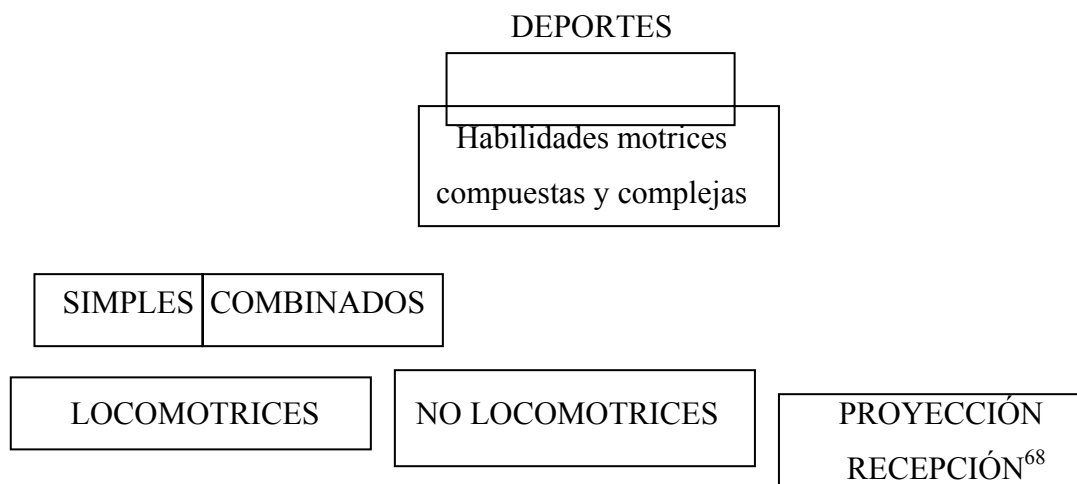 DEPORTES
Habilidades motrices
compuestas y complejas
SIMPLES COMBINADOS
LOCOMOTRICES
NO LOCOMOTRICES
PROYECCIÓN
RECEPCIÓN⁶⁸